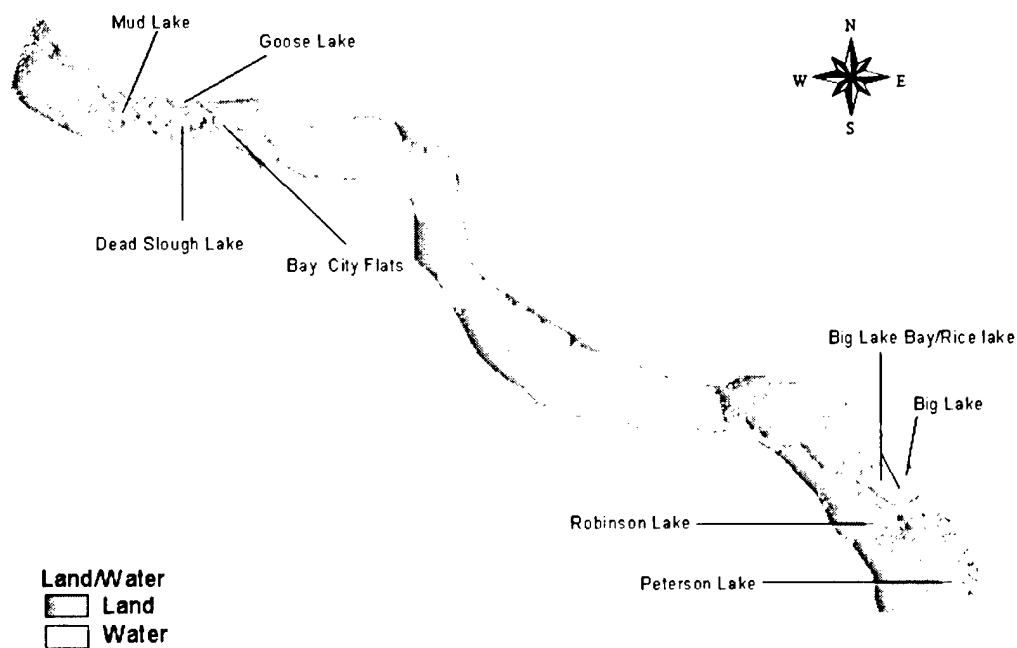 Mud Lake
Goose Lake
N
W E
S
Dead Slough Lake
Bay City Flats
Big Lake Bay/Rice lake
Big Lake
Robinson Lake
Peterson Lake
Land/Water
Land
Water